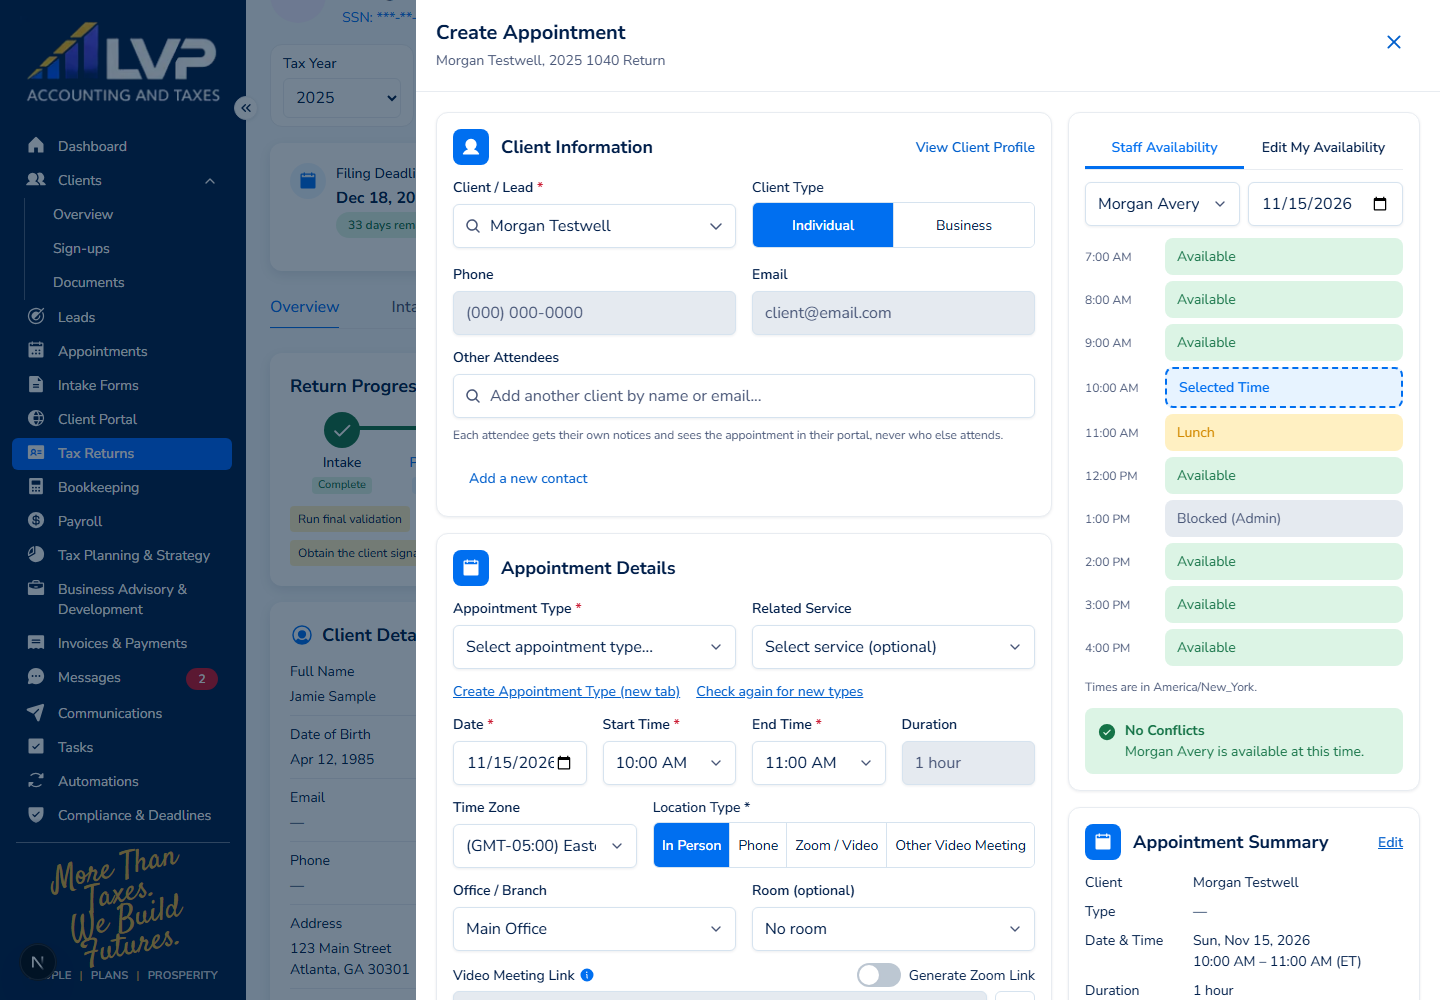 LVP
ACCOUNTING AND TAXES
Dashboard
Clients
Overview
Sign-ups
Documents
Leads
Appointments
Intake Forms
Client Portal
Tax Returns
Bookkeeping
Payroll
Tax Planning & Strategy
Business Advisory &
Development
Invoices & Payments
Messages 2
Communications
Tasks
Automations
Compliance & Deadlines
More Than
Taxes.
We Build
Futures.
| PLANS | PROSPERITY
SSN: ***-**-
Tax Year
2025
Filing
Dec 18,
33 days
Overview
Return
Intake
Complete
Run final validation
Obtain the client
Client
Full Name
Jamie Sample
Date of Birth
Apr 12, 1985
Email
—
Phone
—
Address
123 Main Street
Atlanta, GA 30301
Create Appointment
Morgan Testwell, 2025 1040 Return
Client Information
View Client Profile
Client / Lead *
Client Type
Morgan Testwell
Individual
Business
Phone
Email
(000) 000-0000
client@email.com
Other Attendees
Add another client by name or email...
Each attendee gets their own notices and sees the appointment in their portal, never who else attends.
Add a new contact
Appointment Details
Appointment Type *
Related Service
Select appointment type...
Select service (optional)
Create Appointment Type (new tab)
Check again for new types
Date *
Start Time *
End Time *
Duration
11/15/2026
10:00 AM
11:00 AM
1 hour
Time Zone
Location Type *
(GMT-05:00)
In Person
Phone
Zoom / Video
Other Video Meeting
Office / Branch
Room (optional)
Main Office
No room
Video Meeting Link
Generate Zoom Link
Staff Availability
Edit My Availability
Morgan Avery
11/15/2026
7:00 AM Available
8:00 AM Available
9:00 AM Available
10:00 AM Selected Time
11:00 AM Lunch
12:00 PM Available
1:00 PM Blocked (Admin)
2:00 PM Available
3:00 PM Available
4:00 PM Available
Times are in America/New_York.
No Conflicts
Morgan Avery is available at this time.
Appointment Summary
Edit
Client Morgan Testwell
Type —
Date & Time Sun, Nov 15, 2026
10:00 AM – 11:00 AM (ET)
Duration 1 hour